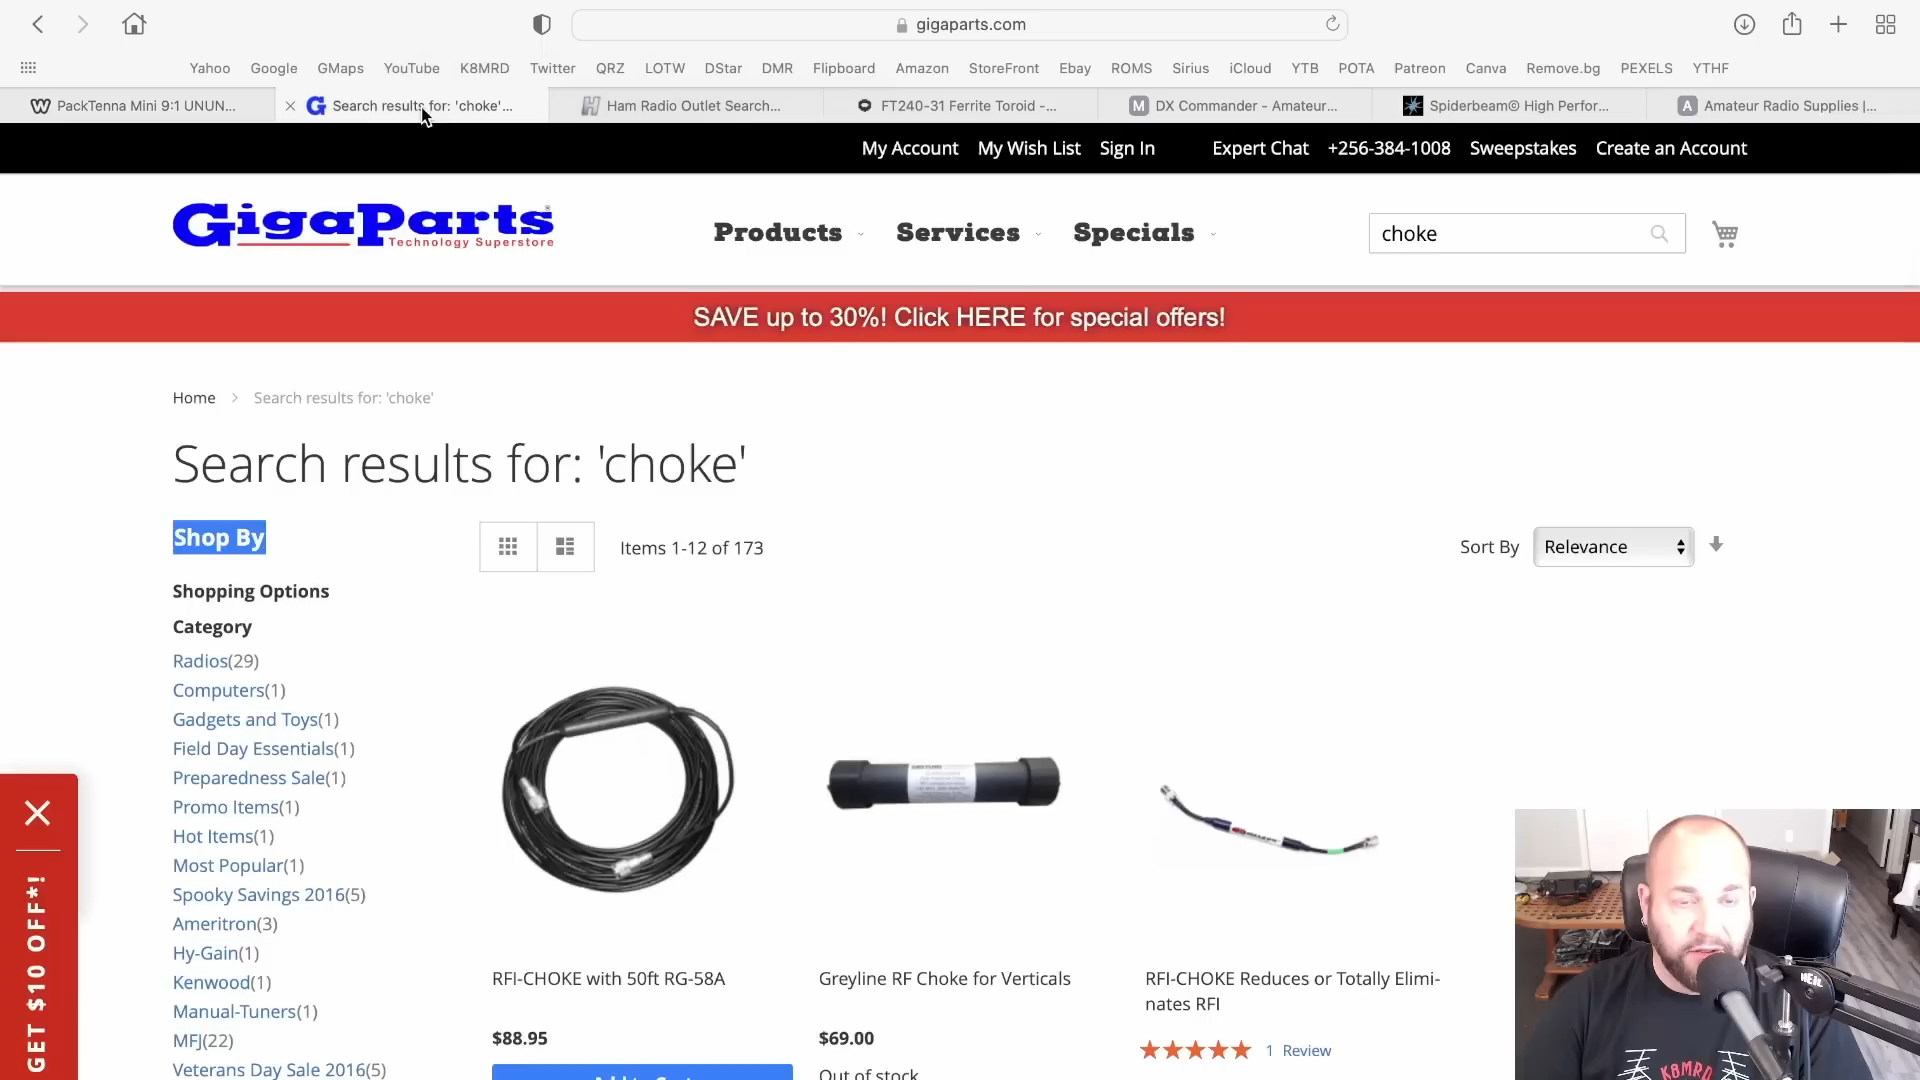 gigaparts.com
Yahoo Google GMaps YouTube K8MRD Twitter QRZ LOTW DStar DMR Flipboard Amazon StoreFront Ebay ROMS Sirius iCloud YTB POTA Patreon Canva Remove.bg PEXELS YTHF
PackTenna Mini 9:1 UNUN... Search results for: 'choke'... Ham Radio Outlet Search... FT240-31 Ferrite Toroid -... DX Commander - Amateur... Spiderbeam© High Perfor... Amateur Radio Supplies |...
My Account My Wish List Sign In Expert Chat +256-384-1008 Sweepstakes Create an Account
GigaParts
Technology Superstore
Products Services Specials choke
SAVE up to 30%! Click HERE for special offers!
Home > Search results for: 'choke'
Search results for: 'choke'
Shop By
Items 1-12 of 173
Sort By Relevance
Shopping Options
Category
Radios(29)
Computers(1)
Gadgets and Toys(1)
Field Day Essentials(1)
Preparedness Sale(1)
Promo Items(1)
Hot Items(1)
Most Popular(1)
Spooky Savings 2016(5)
Ameritron(3)
Hy-Gain(1)
Kenwood(1)
Manual-Tuners(1)
MFJ(22)
Veterans Day Sale 2016(5)
GET $10 OFF*!
RFI-CHOKE with 50ft RG-58A
$88.95
Add to Cart
Greyline RF Choke for Verticals
$69.00
Out of stock
RFI-CHOKE Reduces or Totally Elimi-
nates RFI
1 Review
HEIL
K8MRD